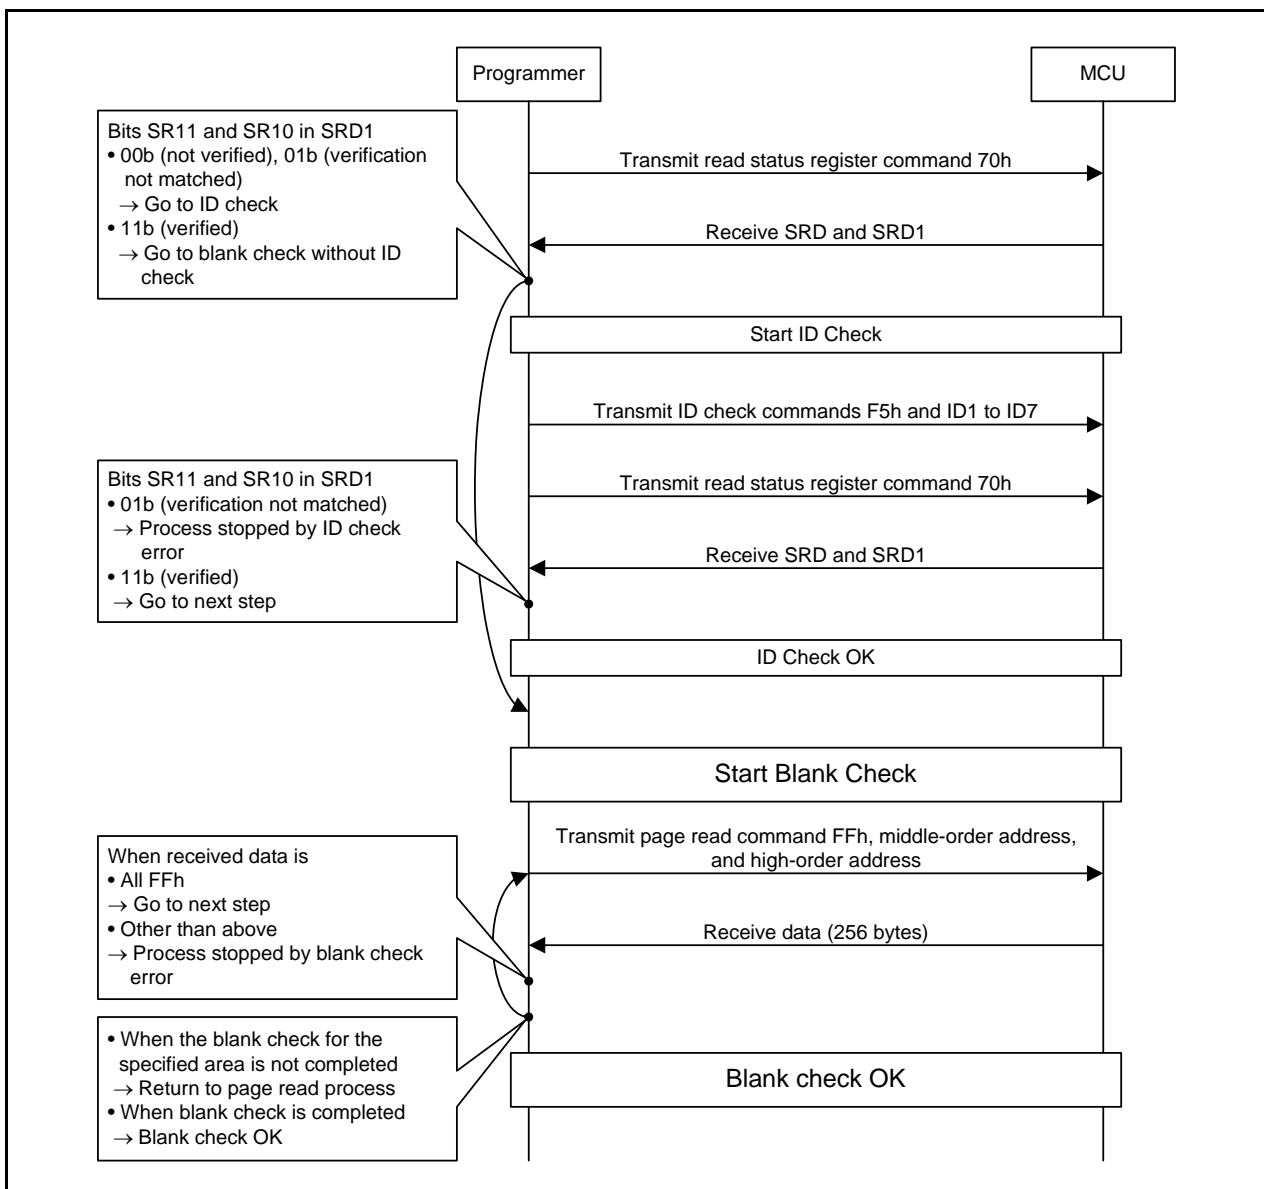 Programmer
MCU
Bits SR11 and SR10 in SRD1
• 00b (not verified), 01b (verification
not matched)
→ Go to ID check
• 11b (verified)
→ Go to blank check without ID
check
Transmit read status register command 70h
Receive SRD and SRD1
Start ID Check
Transmit ID check commands F5h and ID1 to ID7
Bits SR11 and SR10 in SRD1
• 01b (verification not matched)
→ Process stopped by ID check
error
• 11b (verified)
→ Go to next step
Transmit read status register command 70h
Receive SRD and SRD1
ID Check OK
Start Blank Check
Transmit page read command FFh, middle-order address,
and high-order address
When received data is
• All FFh
→ Go to next step
• Other than above
→ Process stopped by blank check
error
Receive data (256 bytes)
• When the blank check for the
specified area is not completed
→ Return to page read process
• When blank check is completed
→ Blank check OK
Blank check OK